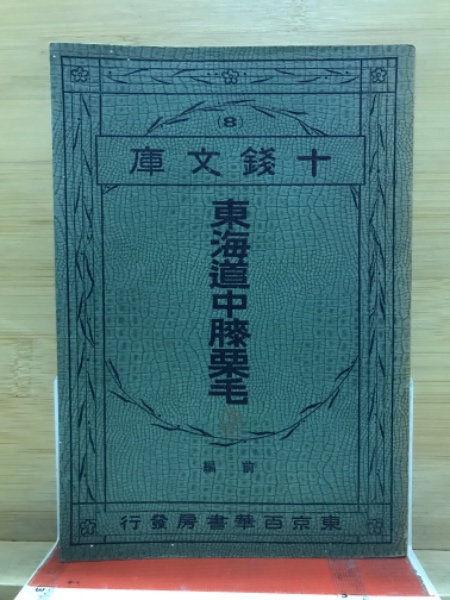 (8)
十錢文庫
東海道中膝栗毛
前編
東京百華書房發行